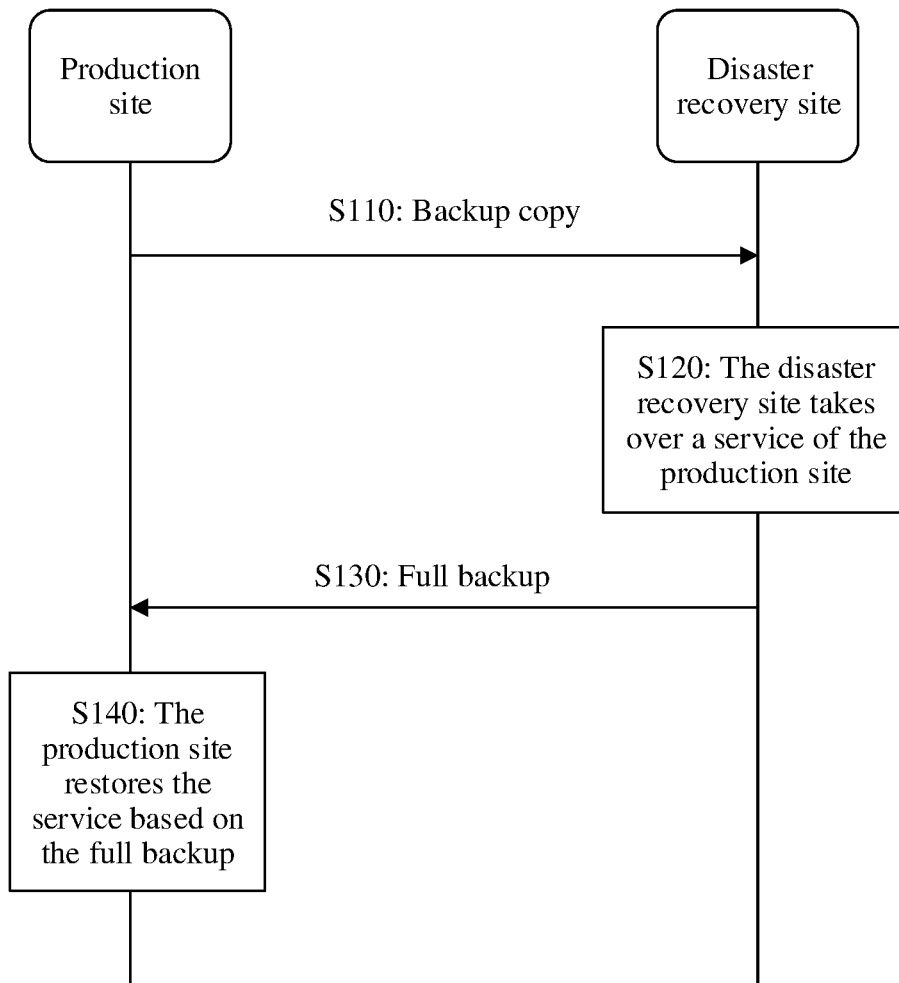 Production
site
Disaster
recovery site
S110: Backup copy
S120: The disaster
recovery site takes
over a service of the
production site
S130: Full backup
S140: The
production site
restores the
service based on
the full backup